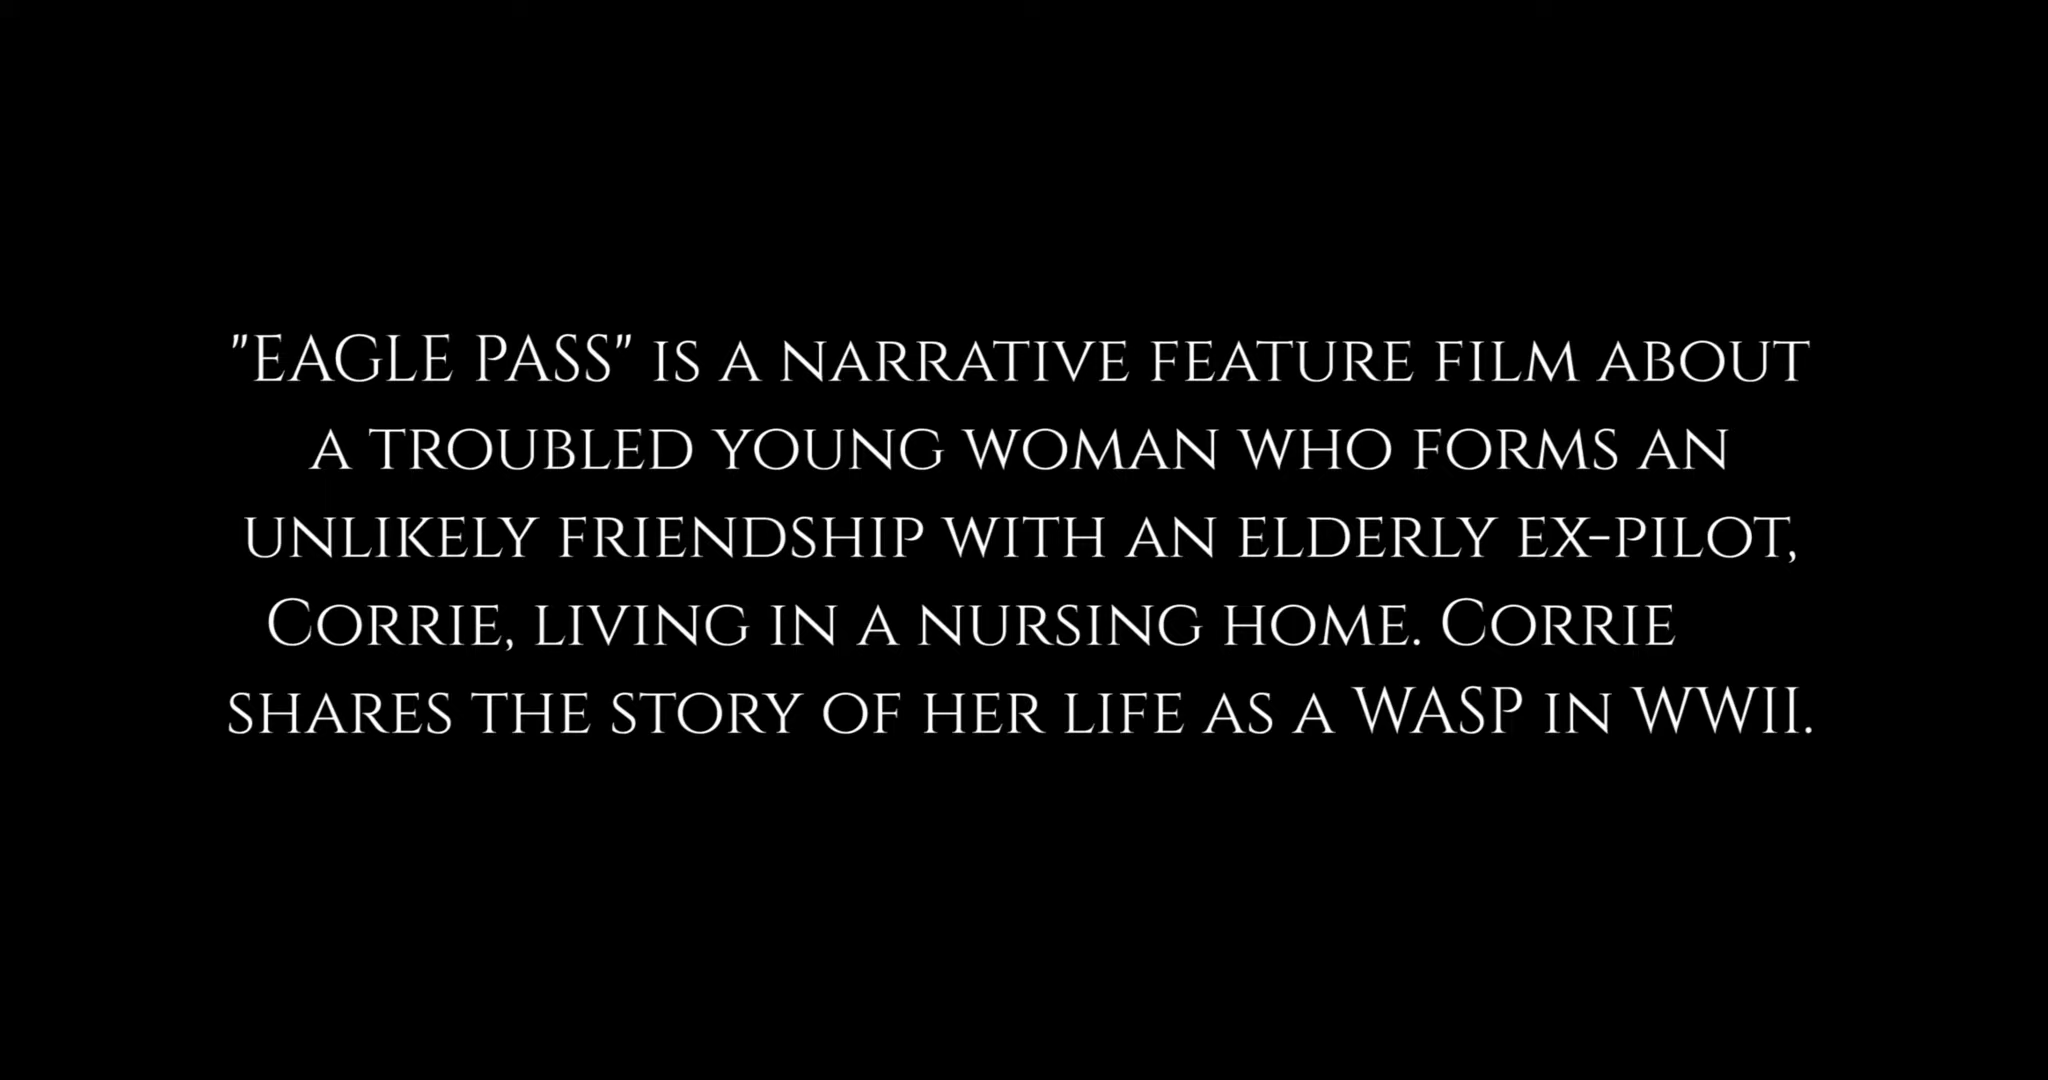 "EAGLE PASS" is a narrative feature film about
a troubled young woman who forms an
unlikely friendship with an elderly ex-pilot,
Corrie, living in a nursing home. Corrie
shares the story of her life as a WASP in WWII.